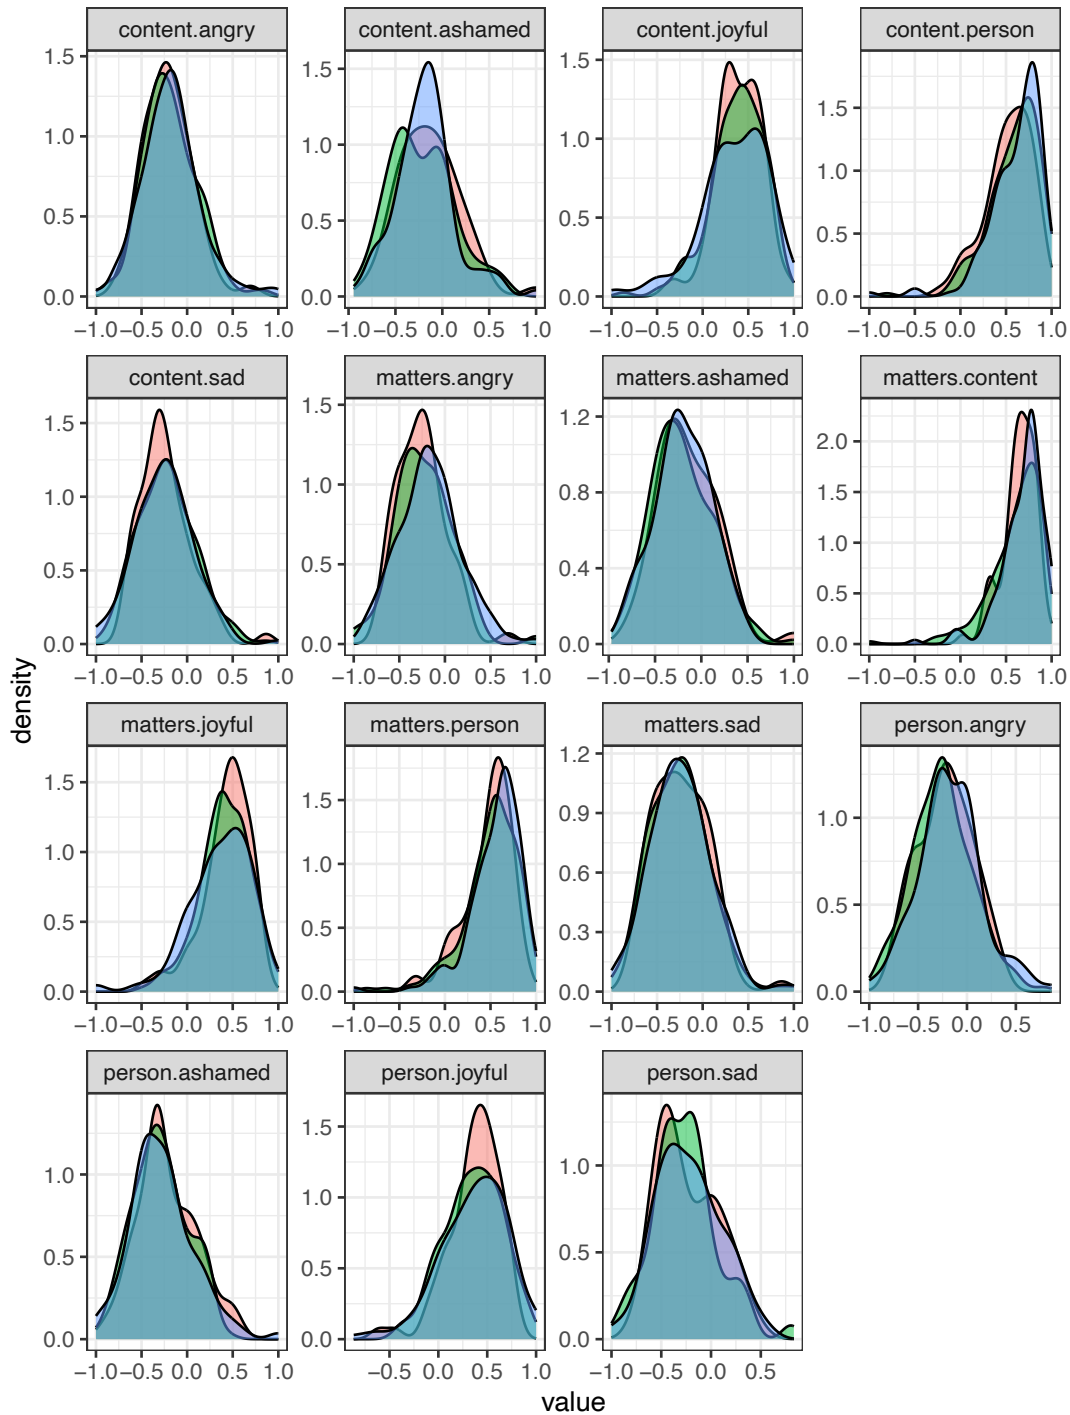 content.angry content.ashamed content.joyful content.person
1.5 1.0 0.5 0.0
1.5 1.0 0.5 0.0
1.5 1.0 0.5 0.0
1.5 1.0 0.5 0.0
−1.0 −0.5 0.0 0.5 1.0
−1.0 −0.5 0.0 0.5 1.0
−1.0 −0.5 0.0 0.5 1.0
−1.0 −0.5 0.0 0.5 1.0
content.sad matters.angry matters.ashamed matters.content
1.5 1.0 0.5 0.0
1.5 1.0 0.5 0.0
1.2 0.8 0.4 0.0
2.0 1.5 1.0 0.5 0.0
−1.0 −0.5 0.0 0.5 1.0
−1.0 −0.5 0.0 0.5 1.0
−1.0 −0.5 0.0 0.5 1.0
−1.0 −0.5 0.0 0.5 1.0
density
matters.joyful matters.person matters.sad person.angry
1.5 1.0 0.5 0.0
1.5 1.0 0.5 0.0
1.2 0.9 0.6 0.3 0.0
1.0 0.5 0.0
−1.0 −0.5 0.0 0.5 1.0
−1.0 −0.5 0.0 0.5 1.0
−1.0 −0.5 0.0 0.5 1.0
−1.0 −0.5 0.0 0.5
person.ashamed person.joyful person.sad
1.0 0.5 0.0
1.5 1.0 0.5 0.0
1.0 0.5 0.0
−1.0 −0.5 0.0 0.5 1.0
−0.5 0.0 0.5 1.0
−1.0 −0.5 0.0 0.5
value